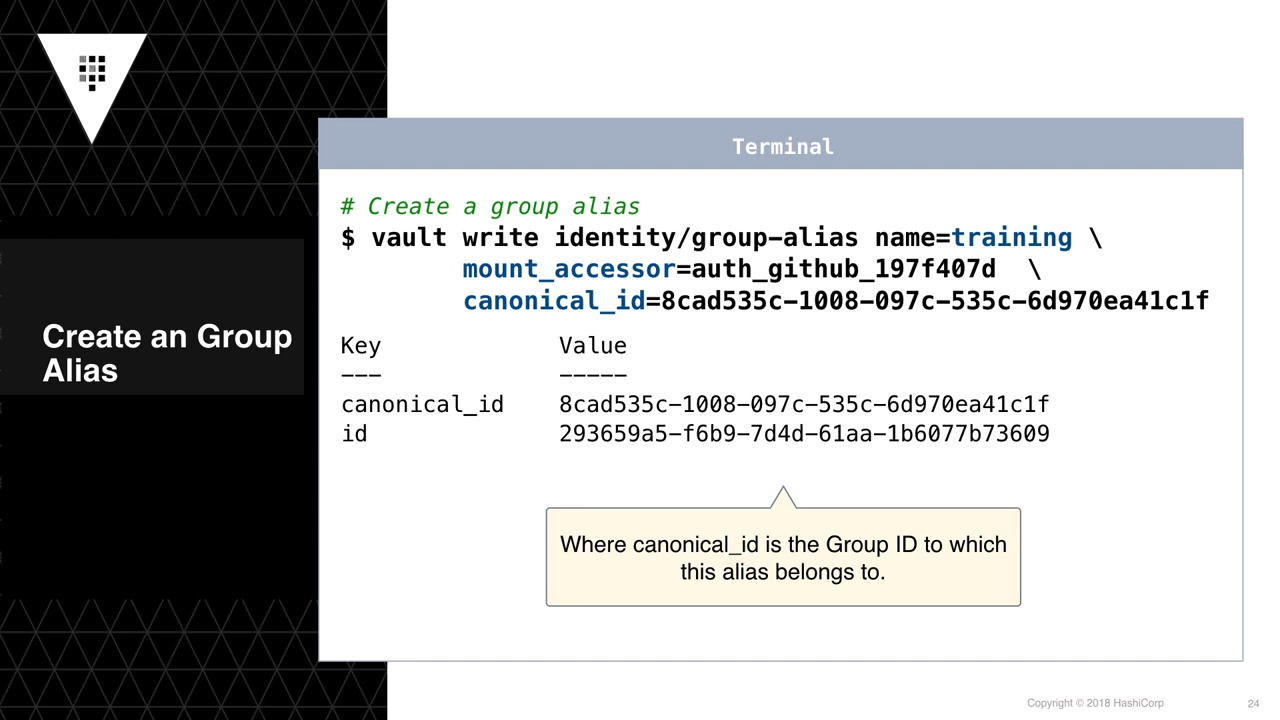 Terminal
# Create a group alias
$ vault write identity/group-alias name=training \
mount_accessor=auth_github_197f407d \
canonical_id=8cad535c-1008-097c-535c-6d970ea41c1f
Create an Group
Alias
Key Value
--- -----
canonical_id 8cad535c-1008-097c-535c-6d970ea41c1f
id 293659a5-f6b9-7d4d-61aa-1b6077b73609
Where canonical_id is the Group ID to which
this alias belongs to.
Copyright © 2018 HashiCorp 24